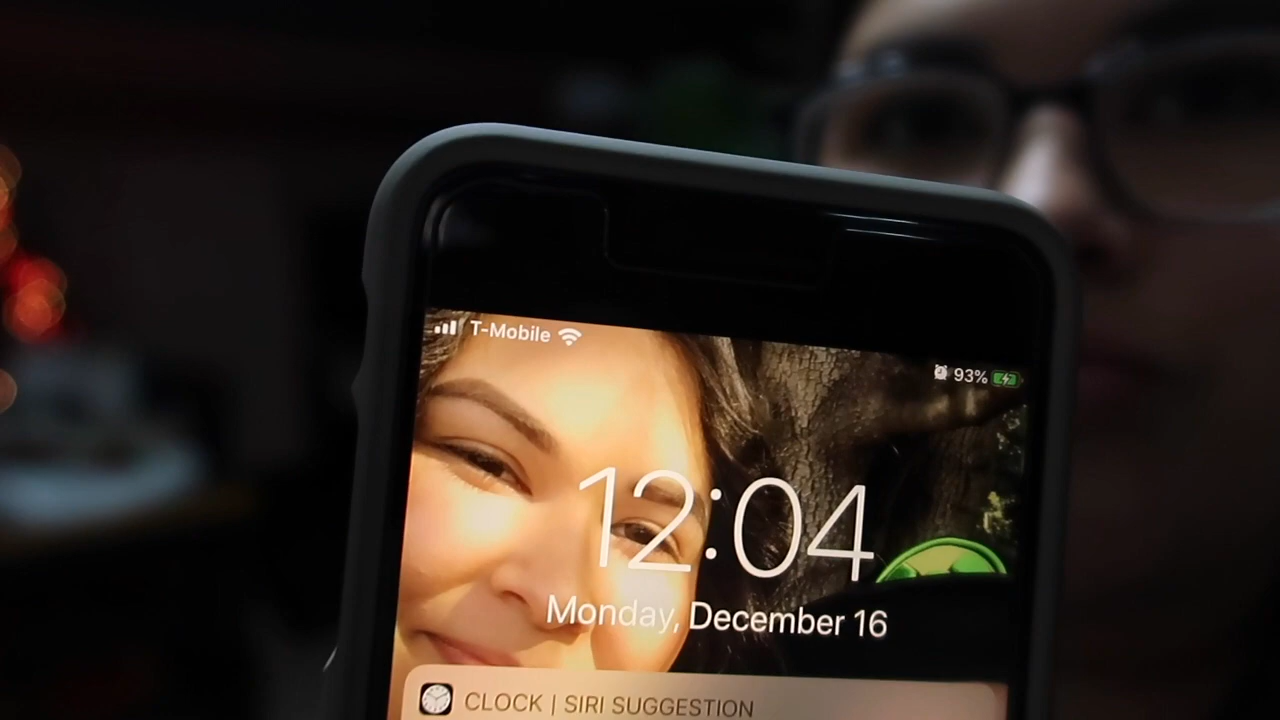 T-Mobile 93%
12:04
Monday, December 16
CLOCK | SIRI SUGGESTION